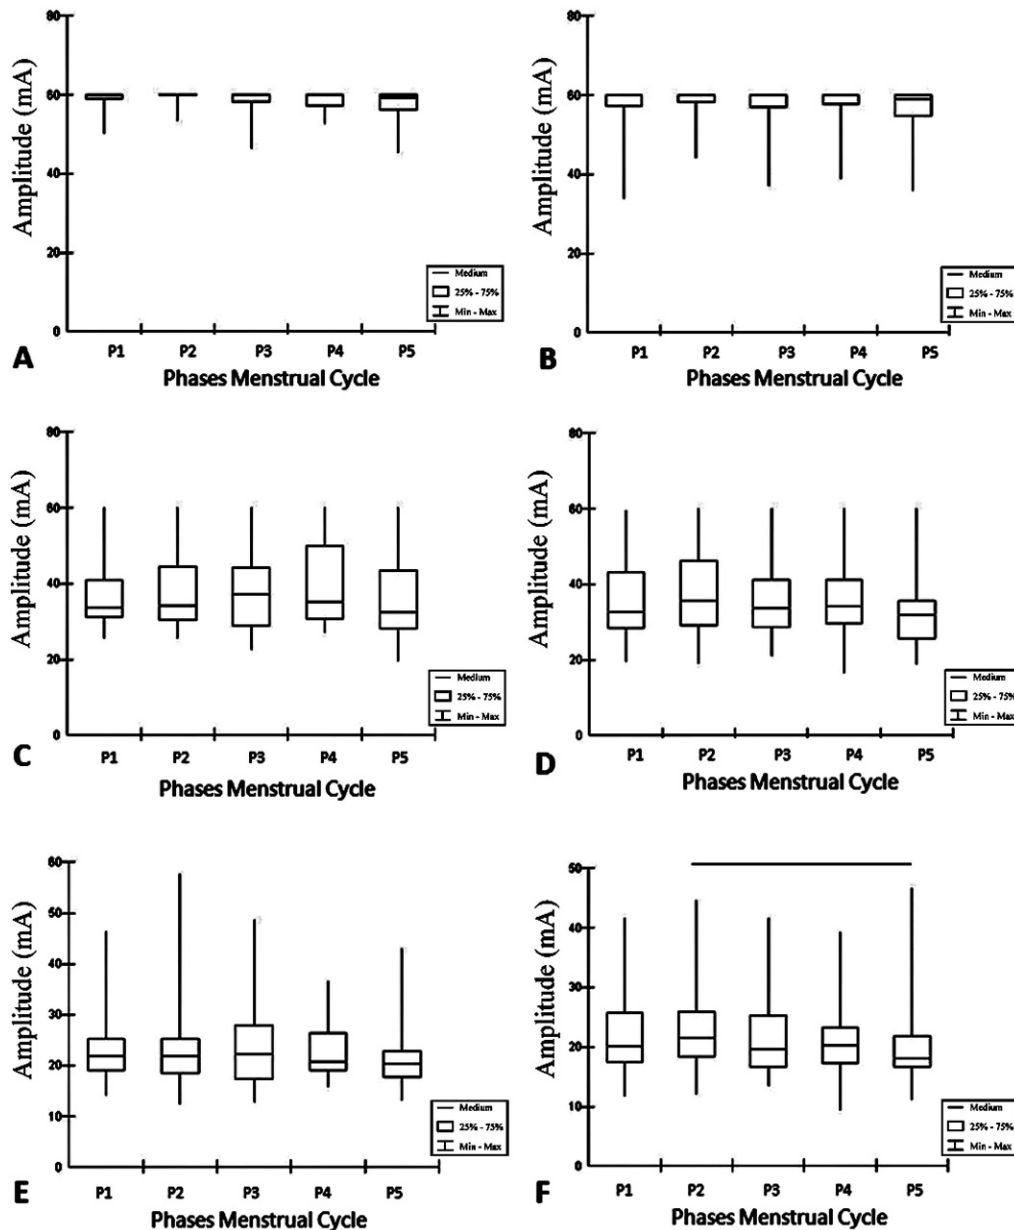 Amplitude (mA)
80
60
40
20
0
P1 P2 P3 P4 P5
Phases Menstrual Cycle
Medium
25% - 75%
Min - Max
A
Amplitude (mA)
80
60
40
20
0
P1 P2 P3 P4 P5
Phases Menstrual Cycle
Medium
25% - 75%
Min - Max
B
Amplitude (mA)
80
60
40
20
0
P1 P2 P3 P4 P5
Phases Menstrual Cycle
Medium
25% - 75%
Min - Max
C
Amplitude (mA)
80
60
40
20
0
P1 P2 P3 P4 P5
Phases Menstrual Cycle
Medium
25% - 75%
Min - Max
D
Amplitude (mA)
60
50
40
30
20
10
0
P1 P2 P3 P4 P5
Phases Menstrual Cycle
Medium
25% - 75%
Min - Max
E
Amplitude (mA)
50
40
30
20
10
0
P1 P2 P3 P4 P5
Phases Menstrual Cycle
Medium
25% - 75%
Min - Max
F